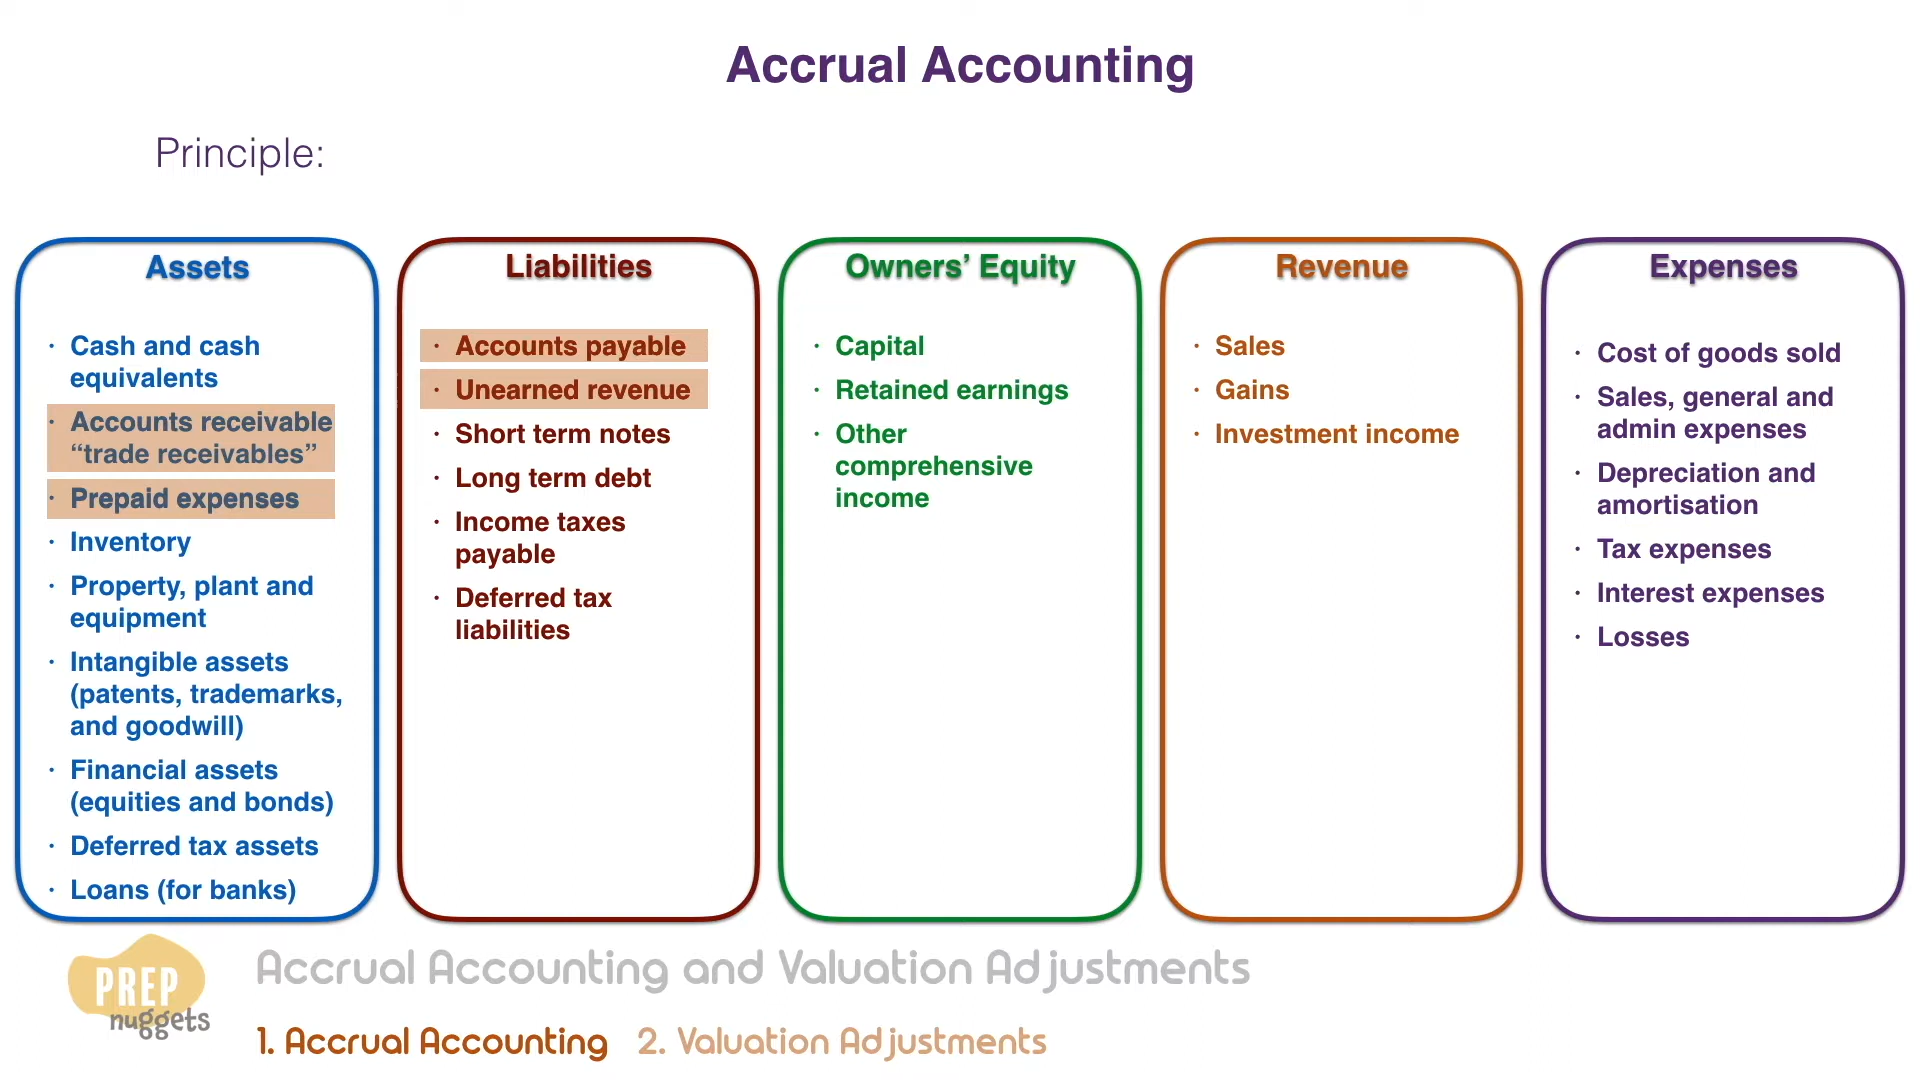 Accrual Accounting
Principle:
Assets
· Cash and cash
equivalents
· Accounts receivable
“trade receivables”
· Prepaid expenses
· Inventory
· Property, plant and
equipment
· Intangible assets
(patents, trademarks,
and goodwill)
· Financial assets
(equities and bonds)
· Deferred tax assets
· Loans (for banks)
Liabilities
· Accounts payable
· Unearned revenue
· Short term notes
· Long term debt
· Income taxes
payable
· Deferred tax
liabilities
Owners’ Equity
· Capital
· Retained earnings
· Other
comprehensive
income
Revenue
· Sales
· Gains
· Investment income
Expenses
· Cost of goods sold
· Sales, general and
admin expenses
· Depreciation and
amortisation
· Tax expenses
· Interest expenses
· Losses
PREP
nuggets
Accrual Accounting and Valuation Adjustments
1. Accrual Accounting 2. Valuation Adjustments